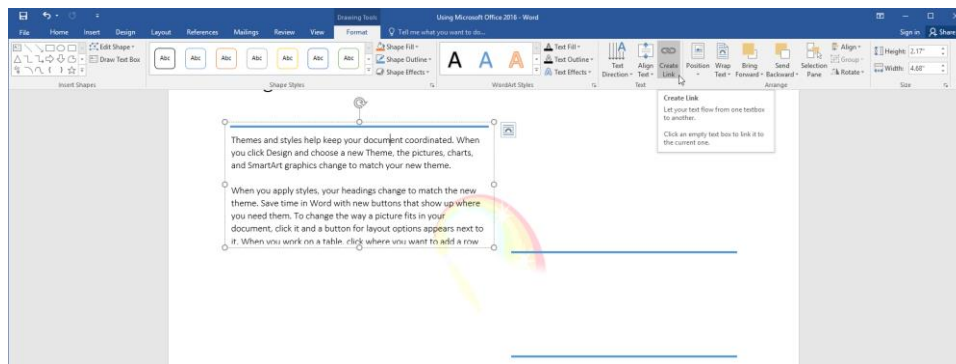 Drawing Tools
Using Microsoft Office 2016 - Word
File Home Insert Design Layout References Mailings Review View Format Tell me what you want to do... Sign in Share
Edit Shape
Draw Text Box
Insert Shapes
Abc Abc Abc Abc Abc Abc Abc
Shape Styles
Shape Fill
Shape Outline
Shape Effects
A A A
WordArt Styles
Text Fill
Text Outline
Text Effects
Text Direction
Align Text
Create Link
Text
Position
Wrap Text
Bring Forward
Send Backward
Selection Pane
Align
Group
Rotate
Arrange
Height: 2.17"
Width: 4.68"
Size
Create Link
Let your text flow from one textbox
to another.
Click an empty text box to link it to
the current one.
Themes and styles help keep your document coordinated. When
you click Design and choose a new Theme, the pictures, charts,
and SmartArt graphics change to match your new theme.
When you apply styles, your headings change to match the new
theme. Save time in Word with new buttons that show up where
you need them. To change the way a picture fits in your
document, click it and a button for layout options appears next to
it. When you work on a table, click where you want to add a row